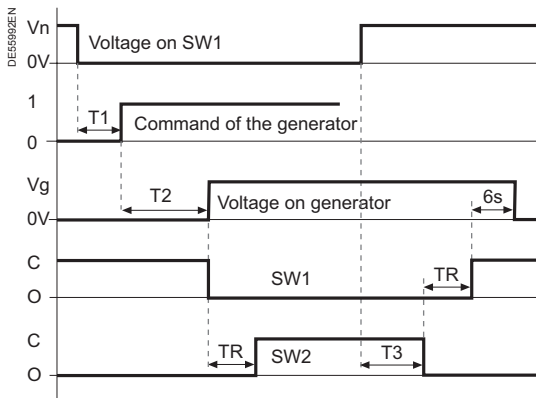 DE55992EN
Vn
Voltage on SW1
0V
1
T1
Command of the generator
0
Vg
T2
Voltage on generator
6s
0V
C
SW1
TR
O
C
TR
SW2
T3
O